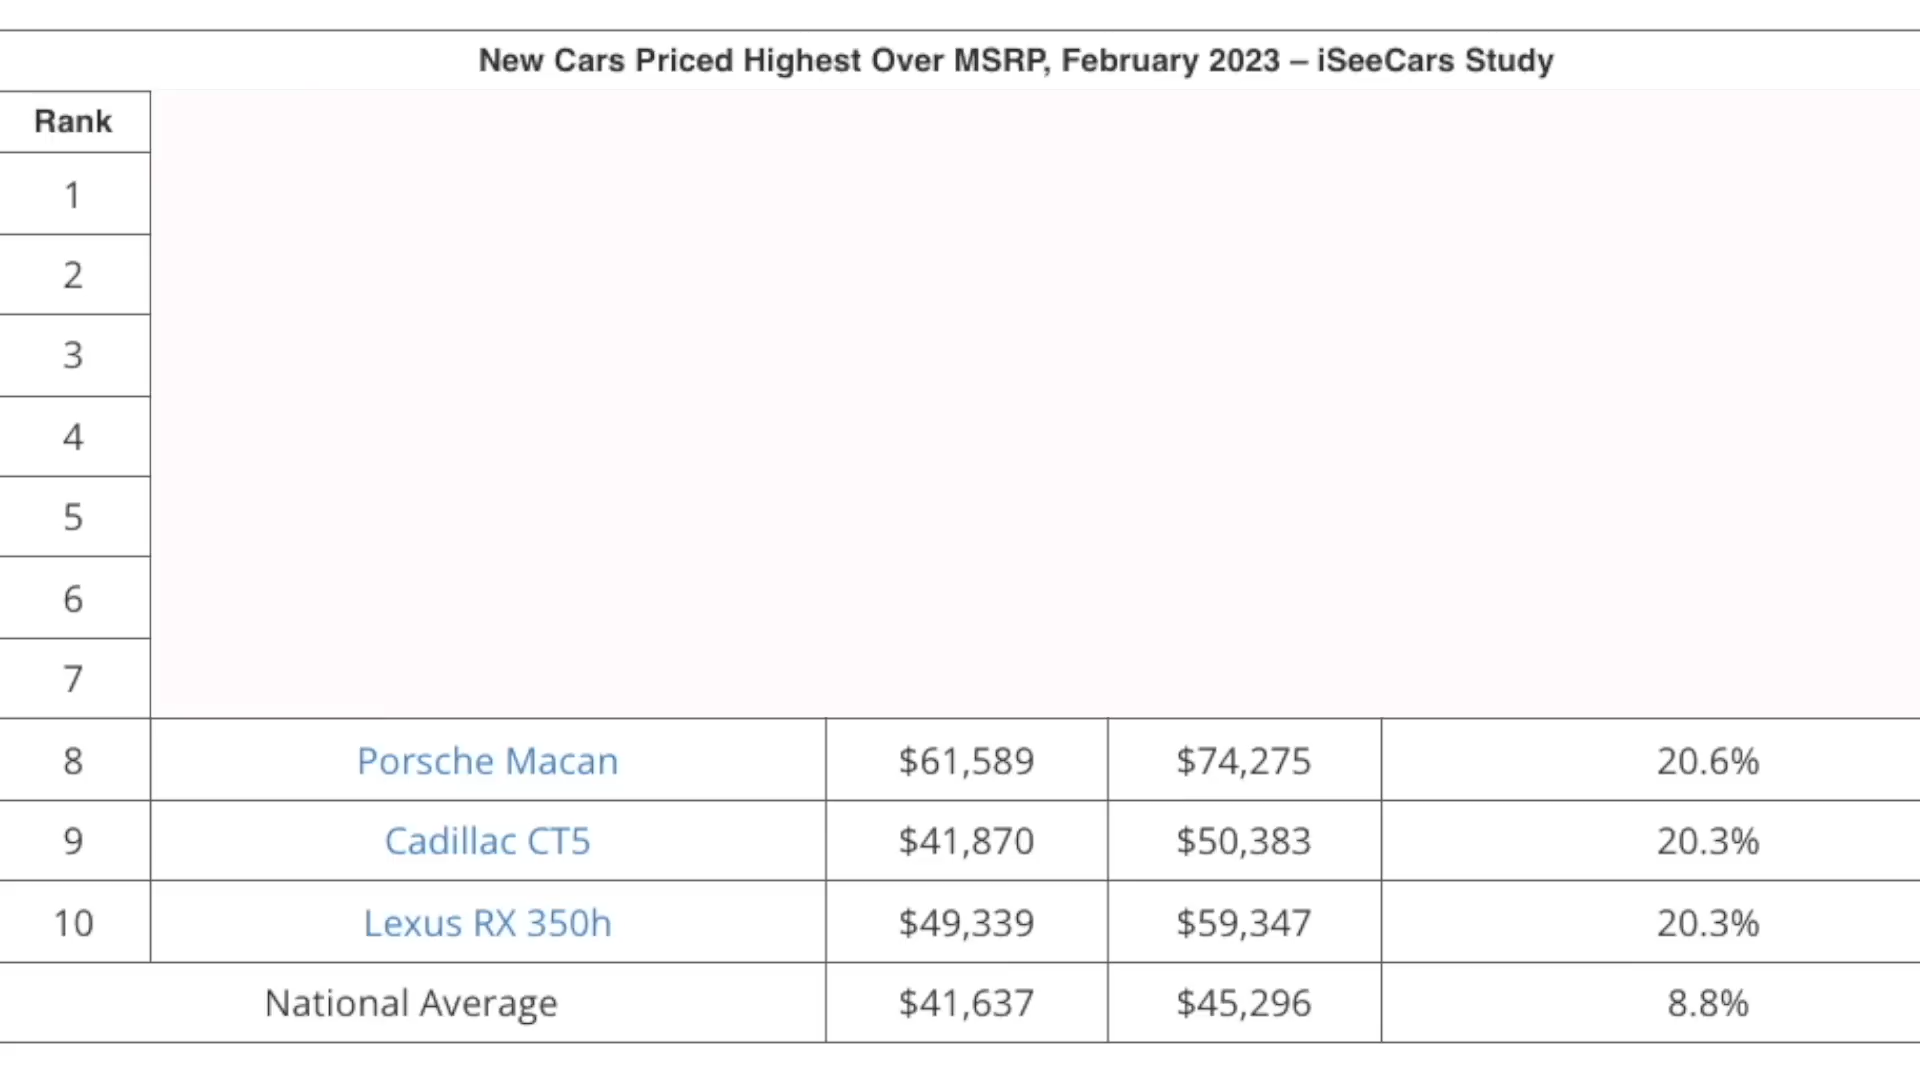 New Cars Priced Highest Over MSRP, February 2023 – iSeeCars Study
Rank
1
2
3
4
5
6
7
8 Porsche Macan $61,589 $74,275 20.6%
9 Cadillac CT5 $41,870 $50,383 20.3%
10 Lexus RX 350h $49,339 $59,347 20.3%
National Average $41,637 $45,296 8.8%